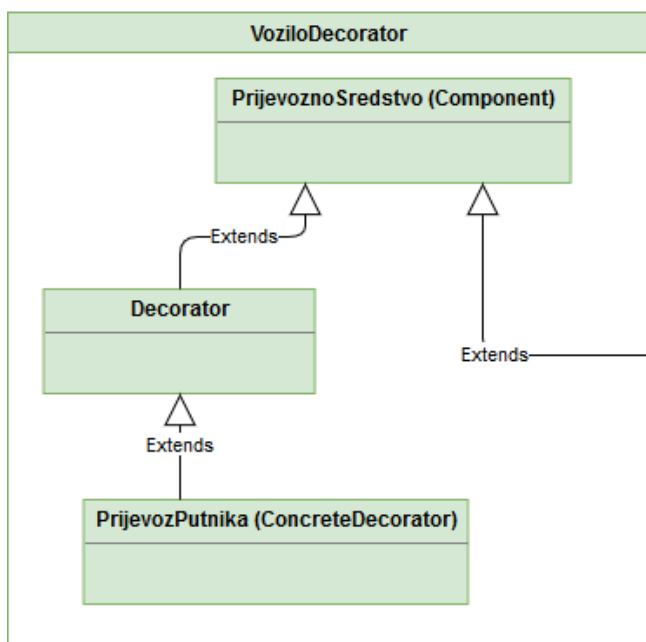 VoziloDecorator
PrijevoznoSredstvo (Component)
Extends
Decorator
Extends
Extends
PrijevozPutnika (ConcreteDecorator)